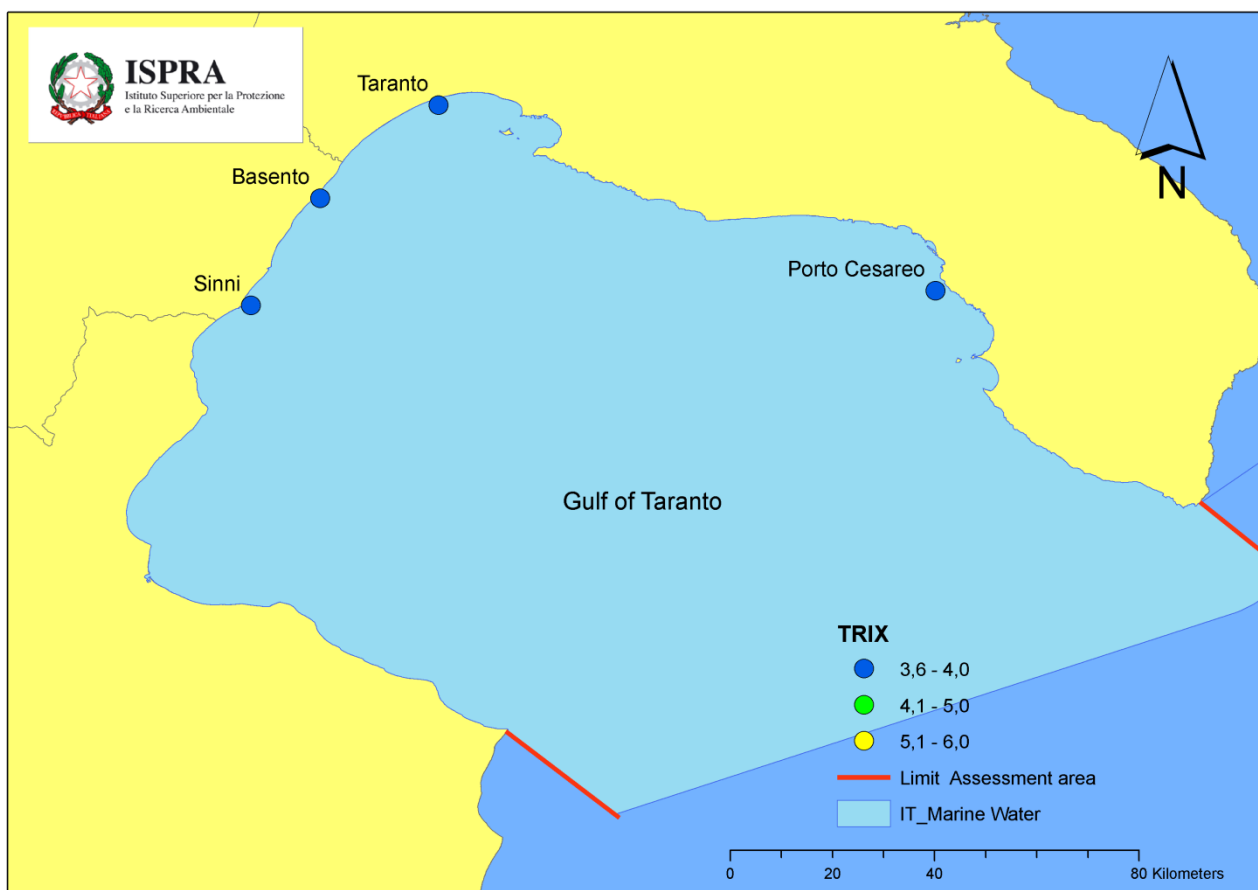 ISPRA
Istituto Superiore per la Protezione
e la Ricerca Ambientale
Taranto
Basento
N
Porto Cesareo
Sinni
Gulf of Taranto
TRIX
3,6 - 4,0
4,1 - 5,0
5,1 - 6,0
Limit Assessment area
IT_Marine Water
0 20 40 80 Kilometers